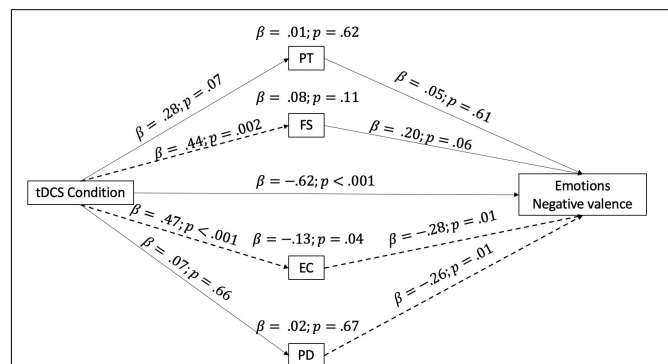 β = .01; p = .62
PT
β = .28; p = .07
β = .05; p = .61
β = .08; p = .11
FS
β = .44; p = .002
β = .20; p = .06
tDCS Condition
β = −.62; p < .001
Emotions
Negative valence
β = .47; p < .001
β = −.13; p = .04
β = −.28; p = .01
EC
β = .07; p = .66
β = −.26; p = .01
β = .02; p = .67
PD